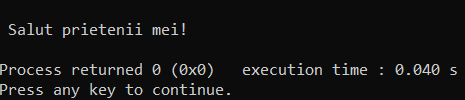 Salut prietenii mei!
Process returned 0 (0x0)   execution time : 0.040 s
Press any key to continue.